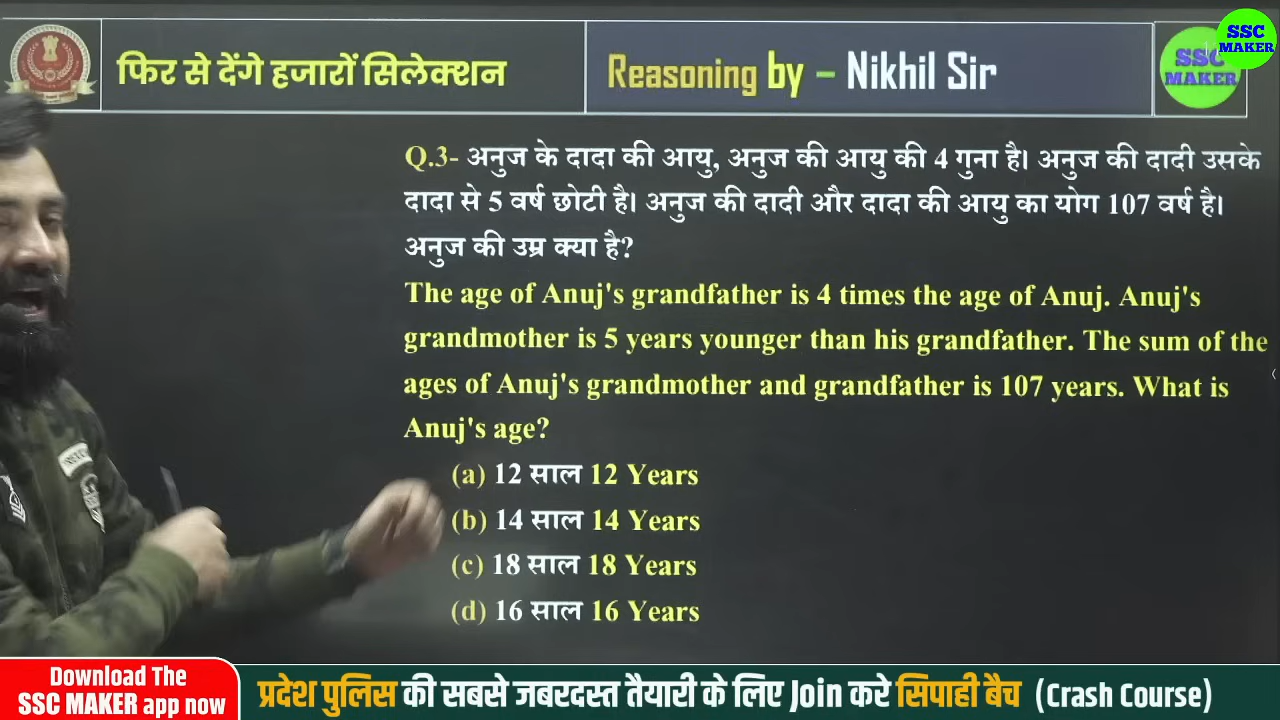 फिर से देंगे हजारों सिलेक्शन
Reasoning by – Nikhil Sir
SSC
MAKER
SSC
MAKER
Q.3- अनुज के दादा की आयु, अनुज की आयु की 4 गुना है। अनुज की दादी उसके
दादा से 5 वर्ष छोटी है। अनुज की दादी और दादा की आयु का योग 107 वर्ष है।
अनुज की उम्र क्या है?
The age of Anuj's grandfather is 4 times the age of Anuj. Anuj's
grandmother is 5 years younger than his grandfather. The sum of the
ages of Anuj's grandmother and grandfather is 107 years. What is
Anuj's age?
(a) 12 साल 12 Years
(b) 14 साल 14 Years
(c) 18 साल 18 Years
(d) 16 साल 16 Years
Download The
SSC MAKER app now
प्रदेश पुलिस की सबसे जबरदस्त तैयारी के लिए Join करे सिपाही बैच (Crash Course)